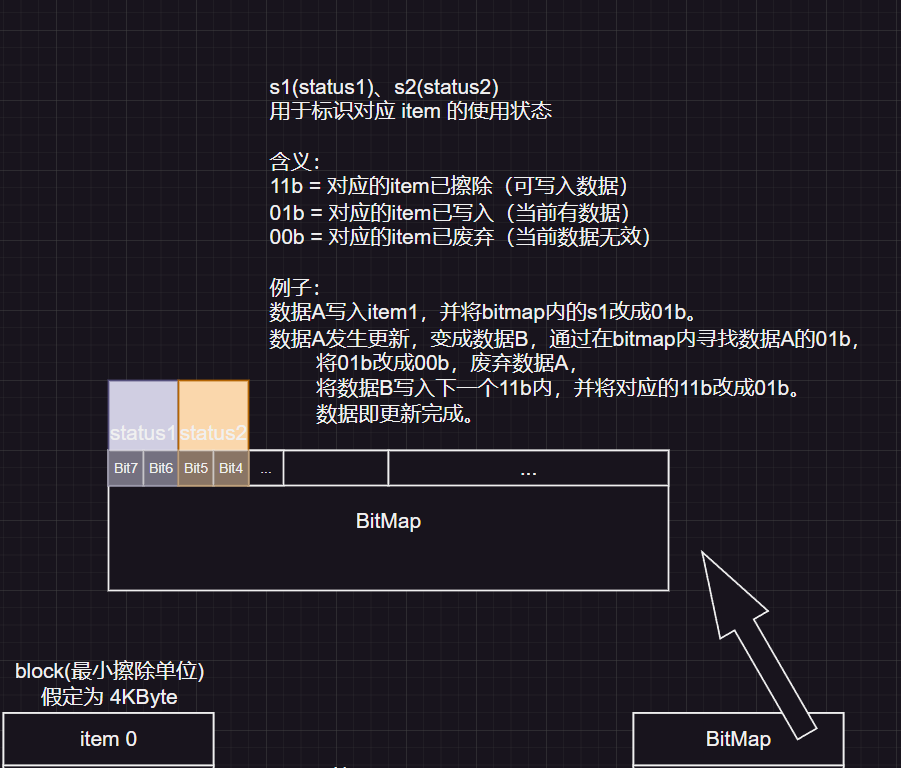 s1(status1)、s2(status2)
用于标识对应 item 的使用状态
含义：
11b = 对应的item已擦除（可写入数据）
01b = 对应的item已写入（当前有数据）
00b = 对应的item已废弃（当前数据无效）
例子：
数据A写入item1，并将bitmap内的s1改成01b。
数据A发生更新，变成数据B，通过在bitmap内寻找数据A的01b，
将01b改成00b，废弃数据A，
将数据B写入下一个11b内，并将对应的11b改成01b。
数据即更新完成。
status1 status2
Bit7 Bit6 Bit5 Bit4 ... ...
BitMap
block(最小擦除单位)
假定为 4KByte
item 0 BitMap